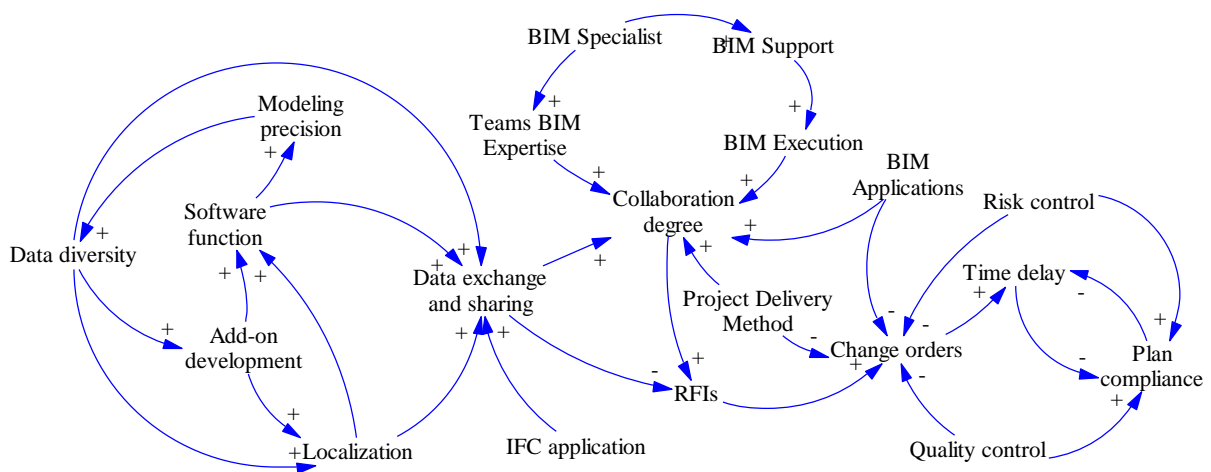 BIM Specialist
+
BIM Support
Modeling
precision
+
+
+
Teams BIM
Expertise
BIM Execution
+
+
BIM
Applications
Software
function
Collaboration
degree
Risk control
+
+
+
Data diversity
+
+
+
+
+
+
Data exchange
and sharing
Time delay
+
-
Project Delivery
Method
+
Add-on
development
+
+
-
-
-
+
Change orders
-
Plan
compliance
+
+
-
-
+
RFIs
+
+
Localization
IFC application
Quality control